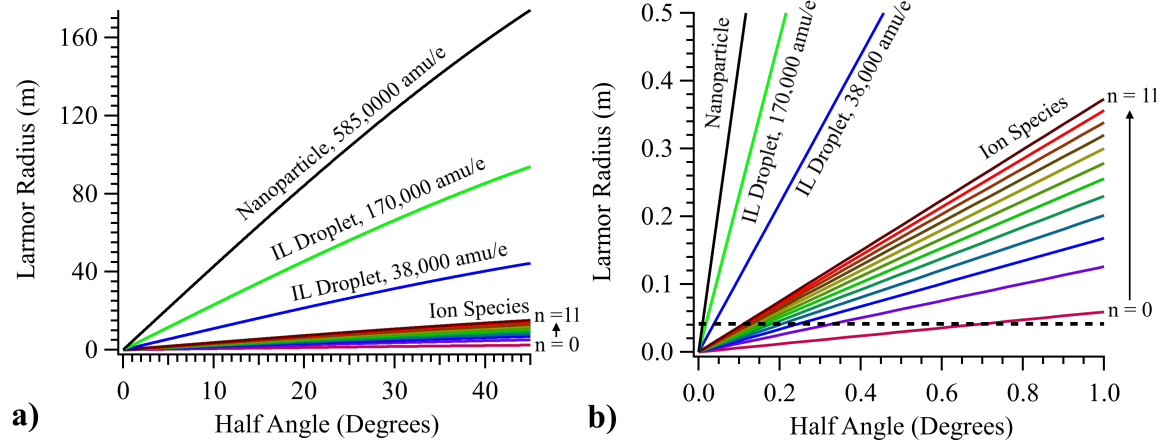 160
120
80
40
0
Larmor Radius (m)
Nanoparticle, 585,0000 amu/e
IL Droplet, 170,000 amu/e
IL Droplet, 38,000 amu/e
Ion Species
n =11
n = 0
0
10
20
30
40
Half Angle (Degrees)
a)
0.5
0.4
0.3
0.2
0.1
0.0
Larmor Radius (m)
Nanoparticle
IL Droplet, 170.000 amu/e
IL Droplet, 38,000 amu/e
Ion Species
n = 11
n = 0
0.0
0.2
0.4
0.6
0.8
1.0
Half Angle (Degrees)
b)